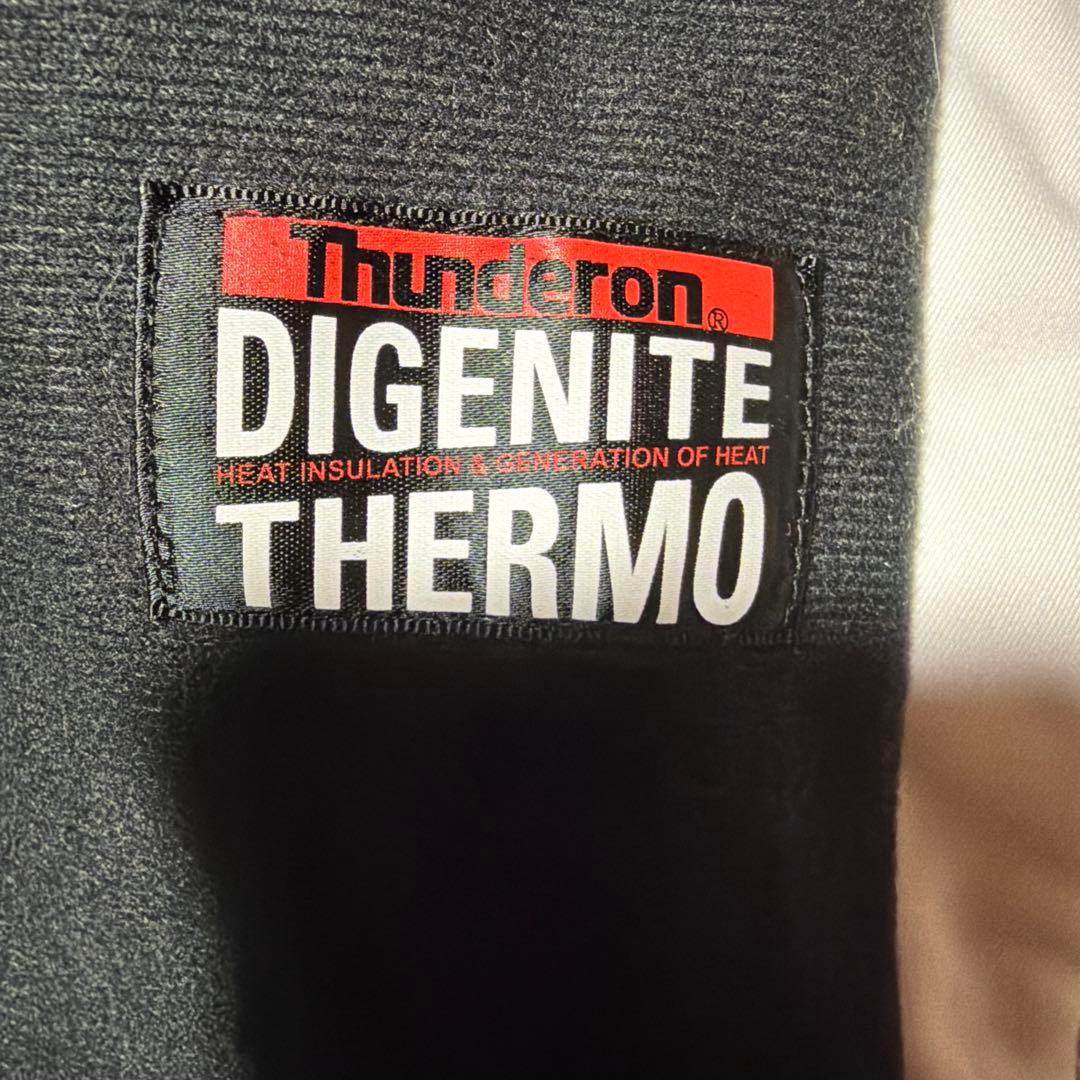 Thunderon®
DIGENITE
HEAT INSULATION & GENERATION OF HEAT
THERMO